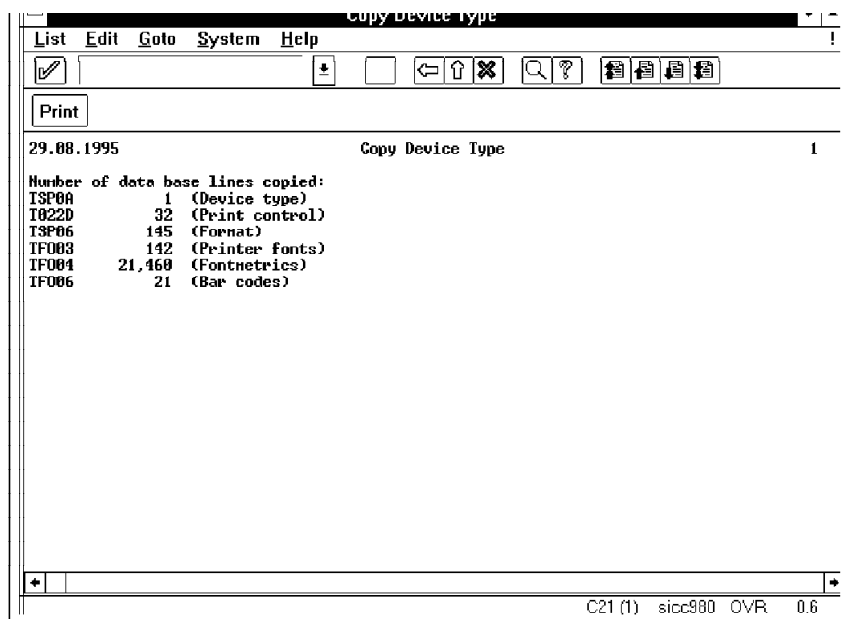 Copy Device Type
List Edit Goto System Help !
Print
29.08.1995 Copy Device Type 1
Number of data base lines copied:
TSP0A 1 (Device type)
T022D 32 (Print control)
TSP06 145 (Format)
TFO03 142 (Printer fonts)
TFO04 21,460 (Fontmetrics)
TFO06 21 (Bar codes)
C21 (1) sicc980 OVR 0.6